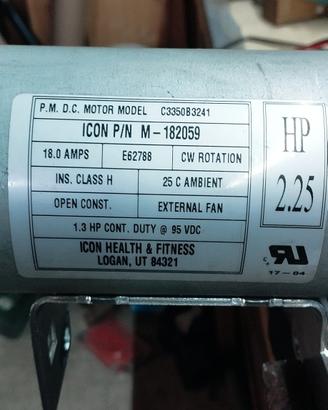 P.M. D.C. MOTOR MODEL C3350B3241
ICON P/N M-182059
18.0 AMPS E62788 CW ROTATION
INS. CLASS H 25 C AMBIENT
OPEN CONST. EXTERNAL FAN
1.3 HP CONT. DUTY @ 95 VDC
ICON HEALTH & FITNESS
LOGAN, UT 84321
HP
2.25
c RU
17-04